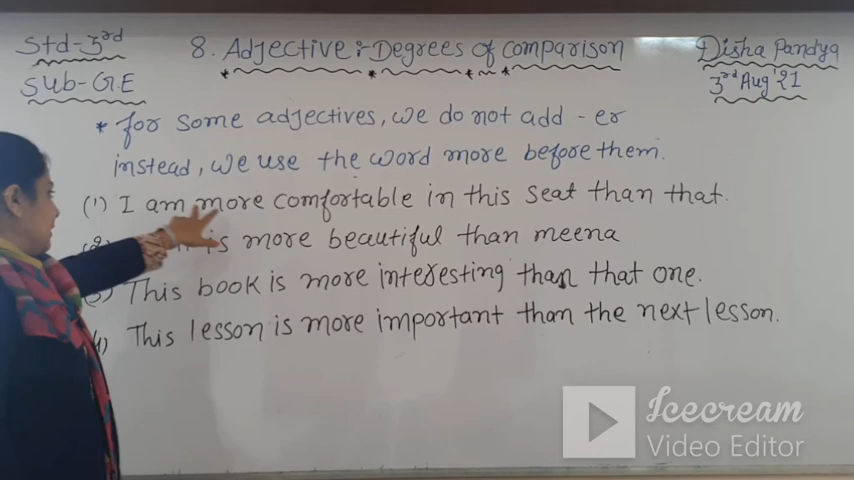 Std-3rd
Sub-G.E
8. Adjective:-Degrees of comparison
Disha Pandya
3rd Aug'21
* For some adjectives, we do not add -er
instead, we use the word more before them.
(1) I am more comfortable in this seat than that.
is more beautiful than meena
(3) This book is more interesting than that one.
This lesson is more important than the next lesson.
Icecream
Video Editor